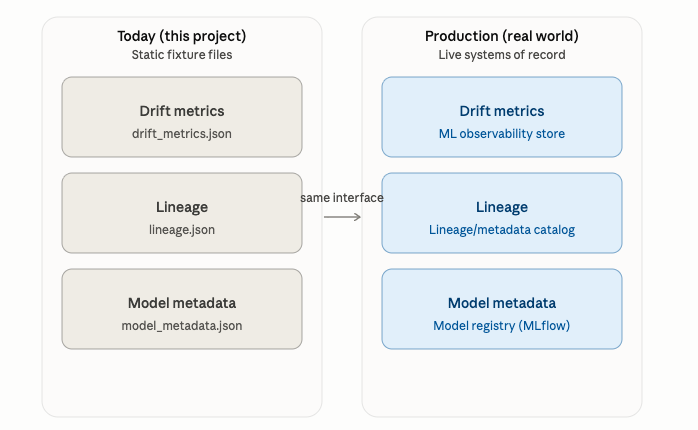 Today (this project)
Static fixture files
Drift metrics
drift_metrics.json
Lineage
lineage.json
Model metadata
model_metadata.json
same interface
Production (real world)
Live systems of record
Drift metrics
ML observability store
Lineage
Lineage/metadata catalog
Model metadata
Model registry (MLflow)